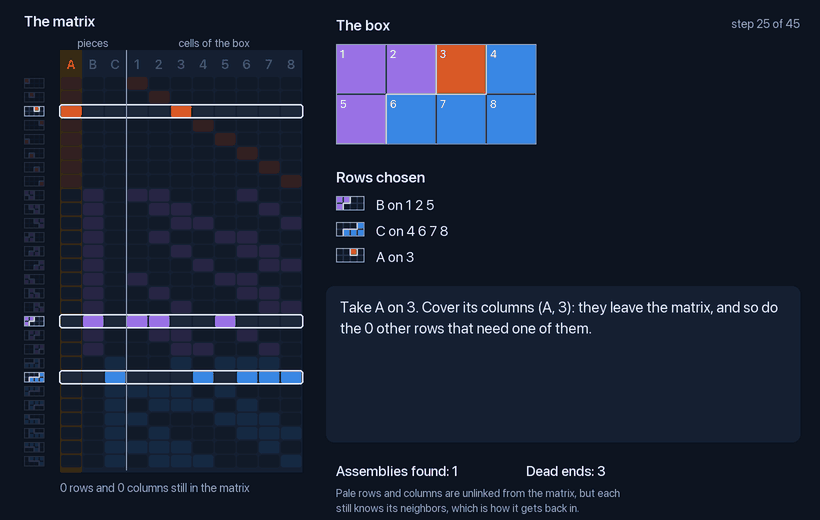 The matrix
pieces
cells of the box
A B C 1 2 3 4 5 6 7 8
0 rows and 0 columns still in the matrix
The box
step 25 of 45
1 2 3 4
5 6 7 8
Rows chosen
B on 1 2 5
C on 4 6 7 8
A on 3
Take A on 3. Cover its columns (A, 3): they leave the matrix, and so do
the 0 other rows that need one of them.
Assemblies found: 1
Dead ends: 3
Pale rows and columns are unlinked from the matrix, but each
still knows its neighbors, which is how it gets back in.